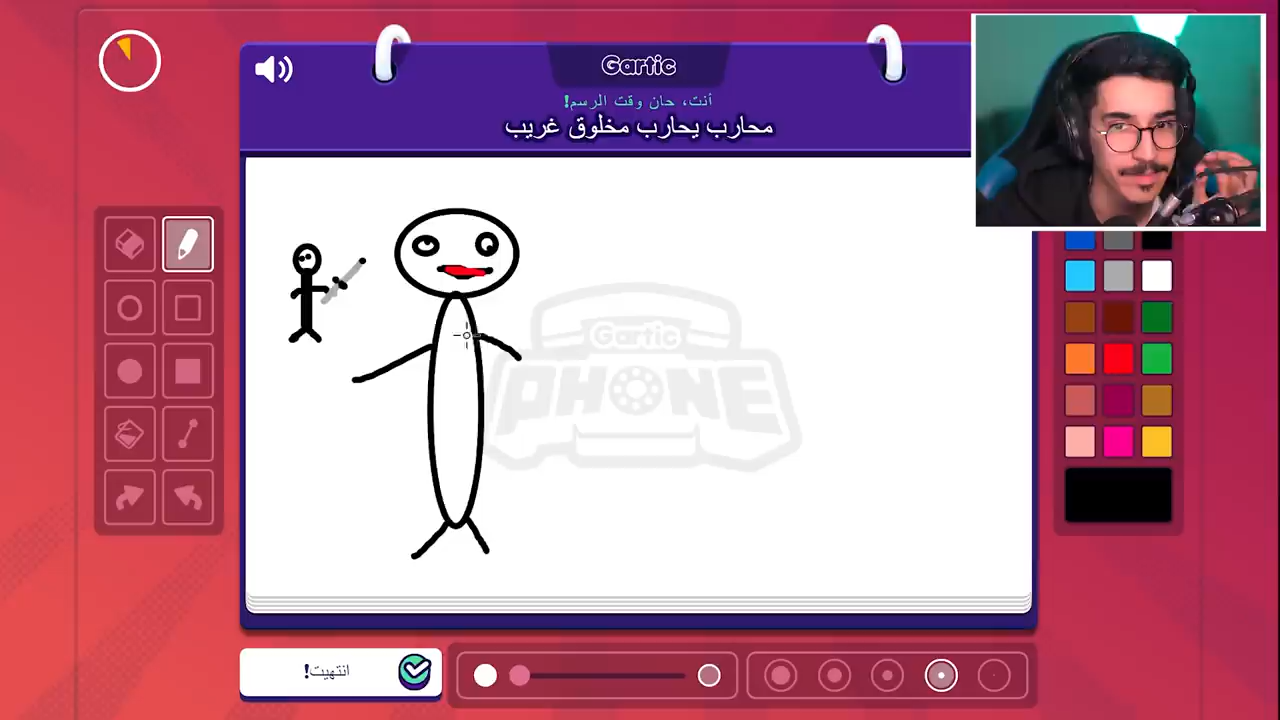 Gartic
أنت، حان وقت الرسم!
محارب يحارب مخلوق غريب
Gartic
PHONE
انتهيت!